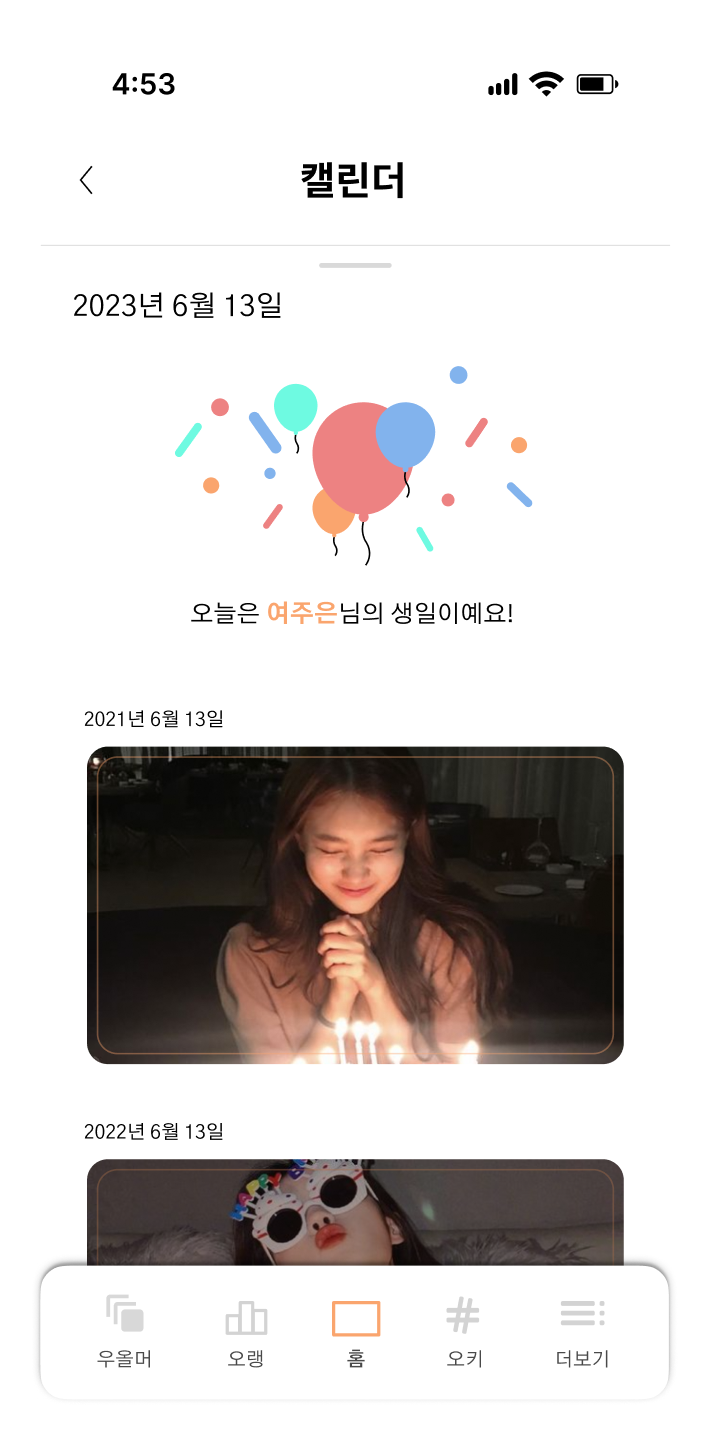 4:53
캘린더
2023년 6월 13일
오늘은 여주은님의 생일이예요!
2021년 6월 13일
2022년 6월 13일
우올머
오랭
홈
오키
더보기